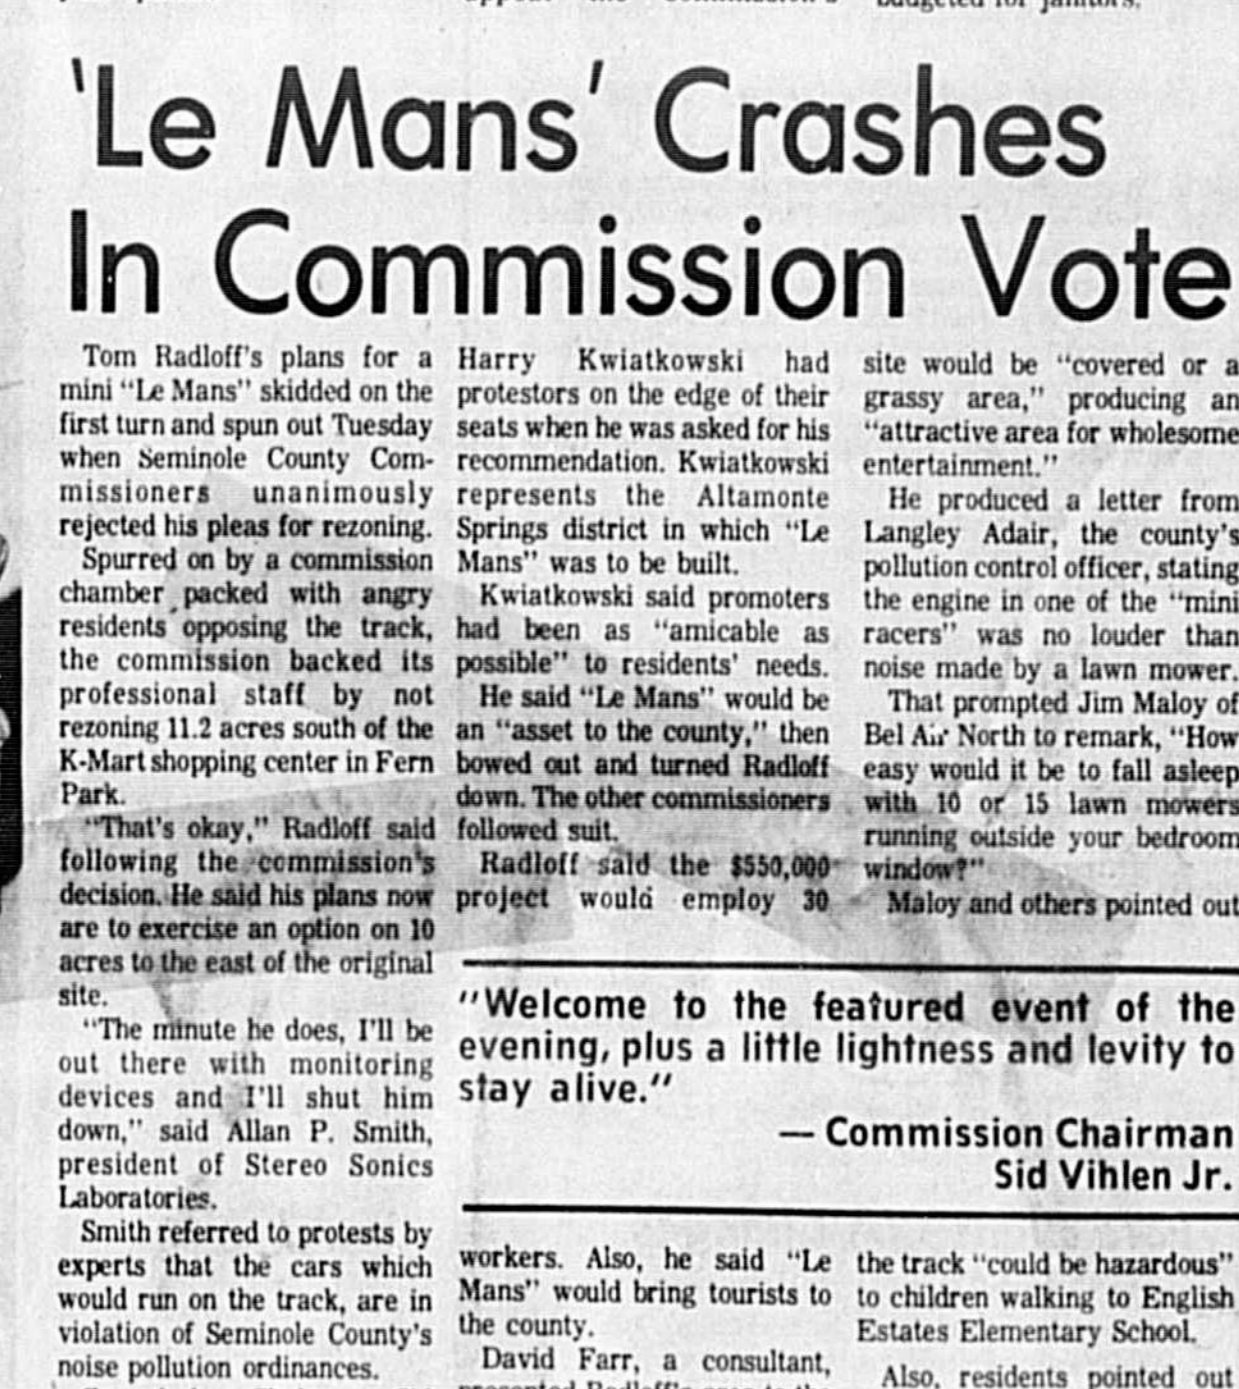 budgeted for janitors.
'Le Mans' Crashes
In Commission Vote
Tom Radloff's plans for a
mini "Le Mans" skidded on the
first turn and spun out Tuesday
when Seminole County Com-
missioners unanimously
rejected his pleas for rezoning.
Spurred on by a commission
chamber packed with angry
residents opposing the track,
the commission backed its
professional staff by not
rezoning 11.2 acres south of the
K-Mart shopping center in Fern
Park.
"That's okay," Radloff said
following the commission's
decision. He said his plans now
are to exercise an option on 10
acres to the east of the original
site.
"The minute he does, I'll be
out there with monitoring
devices and I'll shut him
down," said Allan P. Smith,
president of Stereo Sonics
Laboratories.
Smith referred to protests by
experts that the cars which
would run on the track, are in
violation of Seminole County's
noise pollution ordinances.
Harry Kwiatkowski had
protestors on the edge of their
seats when he was asked for his
recommendation. Kwiatkowski
represents the Altamonte
Springs district in which "Le
Mans" was to be built.
Kwiatkowski said promoters
had been as "amicable as
possible" to residents' needs.
He said "Le Mans" would be
an "asset to the county," then
bowed out and turned Radloff
down. The other commissioners
followed suit.
Radloff said the $550,000
project would employ 30
site would be "covered or a
grassy area," producing an
"attractive area for wholesome
entertainment."
He produced a letter from
Langley Adair, the county's
pollution control officer, stating
the engine in one of the "mini
racers" was no louder than
noise made by a lawn mower.
That prompted Jim Maloy of
Bel Air North to remark, "How
easy would it be to fall asleep
with 10 or 15 lawn mowers
running outside your bedroom
window?"
Maloy and others pointed out
"Welcome to the featured event of the
evening, plus a little lightness and levity to
stay alive."
— Commission Chairman
Sid Vihlen Jr.
workers. Also, he said "Le
Mans" would bring tourists to
the county.
David Farr, a consultant,
the track "could be hazardous"
to children walking to English
Estates Elementary School.
Also, residents pointed out